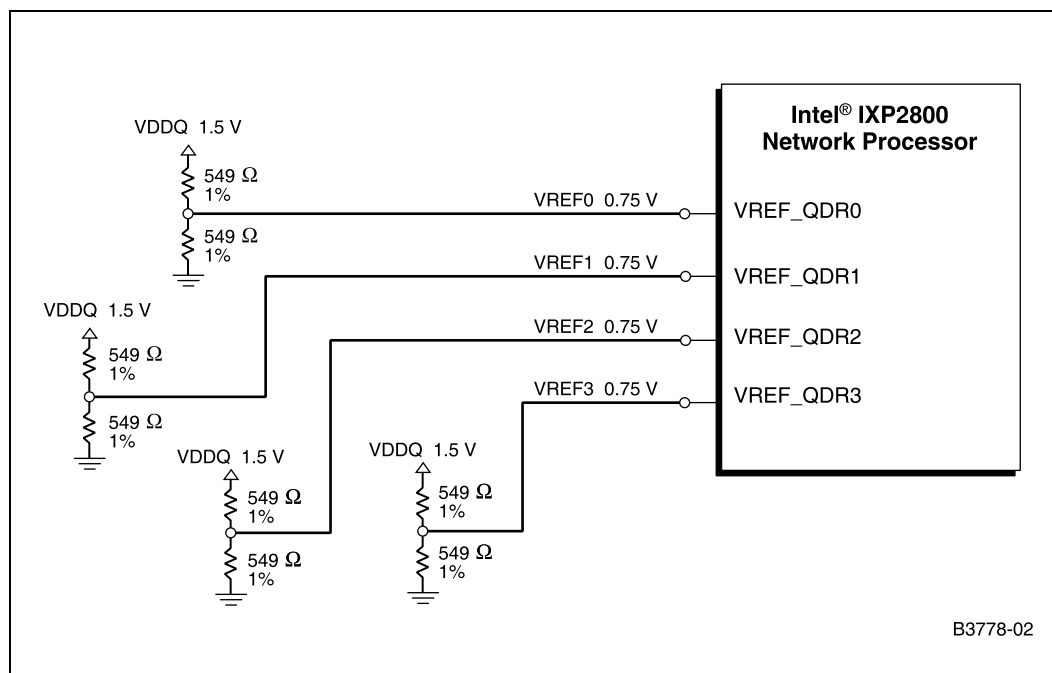 Intel® IXP2800
Network Processor
VDDQ 1.5 V
549 Ω
1%
549 Ω
1%
VREF0 0.75 V
VREF_QDR0
VREF1 0.75 V
VREF_QDR1
VDDQ 1.5 V
549 Ω
1%
549 Ω
1%
VREF2 0.75 V
VREF_QDR2
VREF3 0.75 V
VREF_QDR3
VDDQ 1.5 V
549 Ω
1%
549 Ω
1%
VDDQ 1.5 V
549 Ω
1%
549 Ω
1%
B3778-02